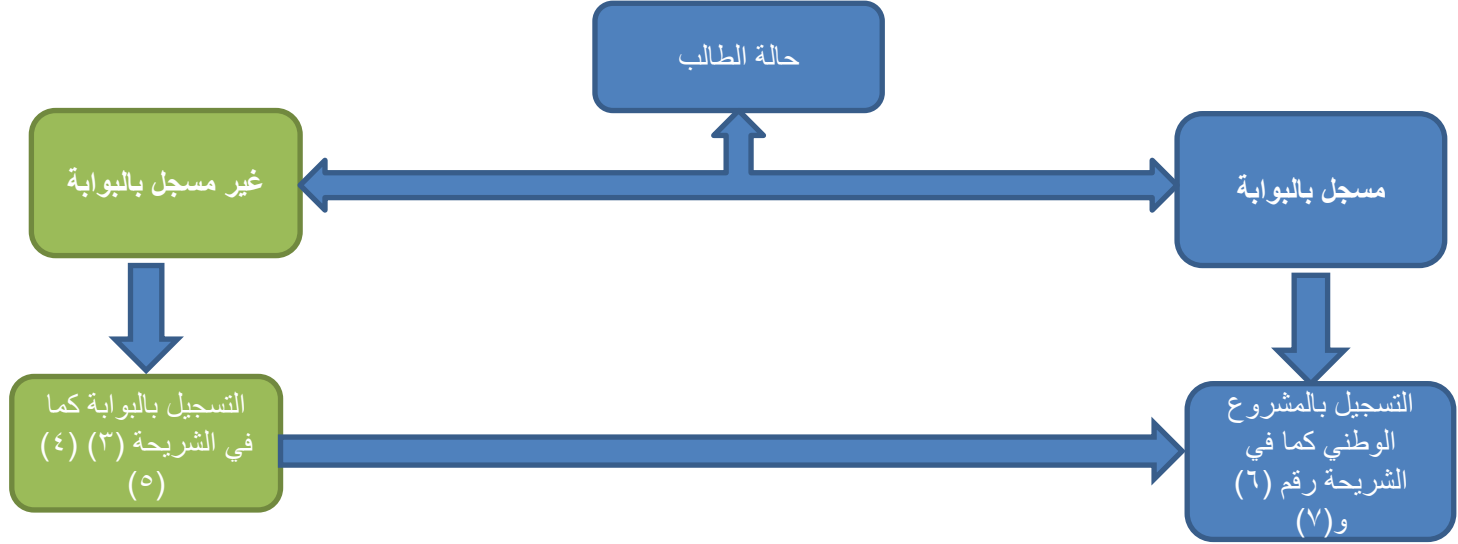 حالة الطالب
مسجل بالبوابة
غير مسجل بالبوابة
التسجيل بالمشروع
الوطني كما في
الشريحة رقم (٦)
و(٧)
التسجيل بالبوابة كما
في الشريحة (٣) (٤)
(٥)